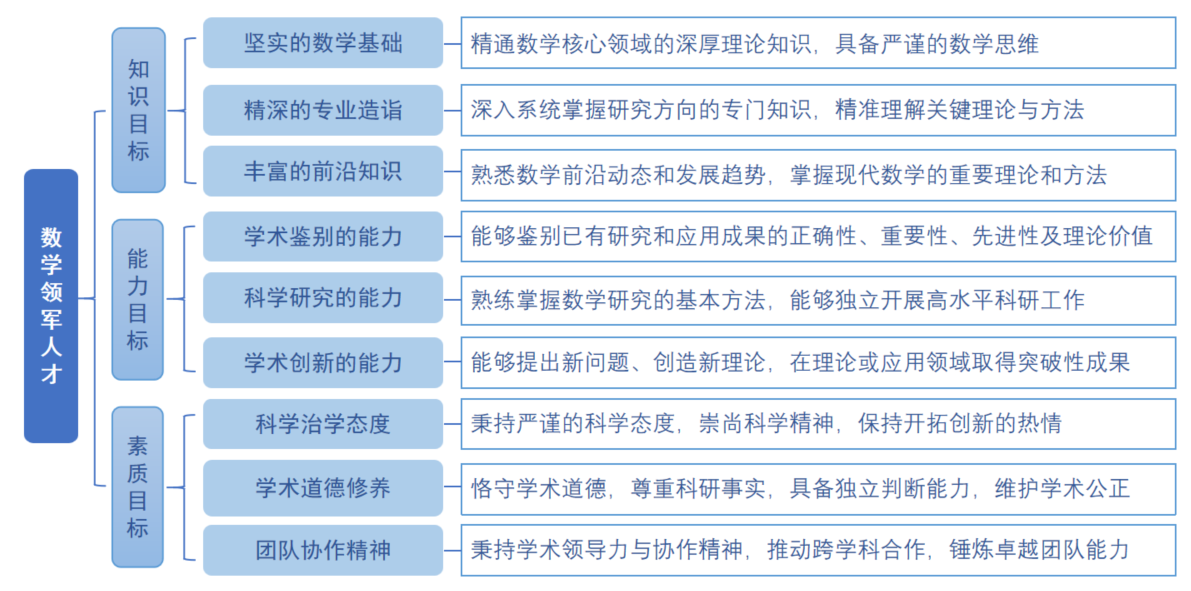 数学领军人才
知识目标
坚实的数学基础
精通数学核心领域的深厚理论知识，具备严谨的数学思维
精深的专业造诣
深入系统掌握研究方向的专门知识，精准理解关键理论与方法
丰富的前沿知识
熟悉数学前沿动态和发展趋势，掌握现代数学的重要理论和方法
能力目标
学术鉴别的能力
能够鉴别已有研究和应用成果的正确性、重要性、先进性及理论价值
科学研究的能力
熟练掌握数学研究的基本方法，能够独立开展高水平科研工作
学术创新的能力
能够提出新问题、创造新理论，在理论或应用领域取得突破性成果
素质目标
科学治学态度
秉持严谨的科学态度，崇尚科学精神，保持开拓创新的热情
学术道德修养
恪守学术道德，尊重科研事实，具备独立判断能力，维护学术公正
团队协作精神
秉持学术领导力与协作精神，推动跨学科合作，锤炼卓越团队能力